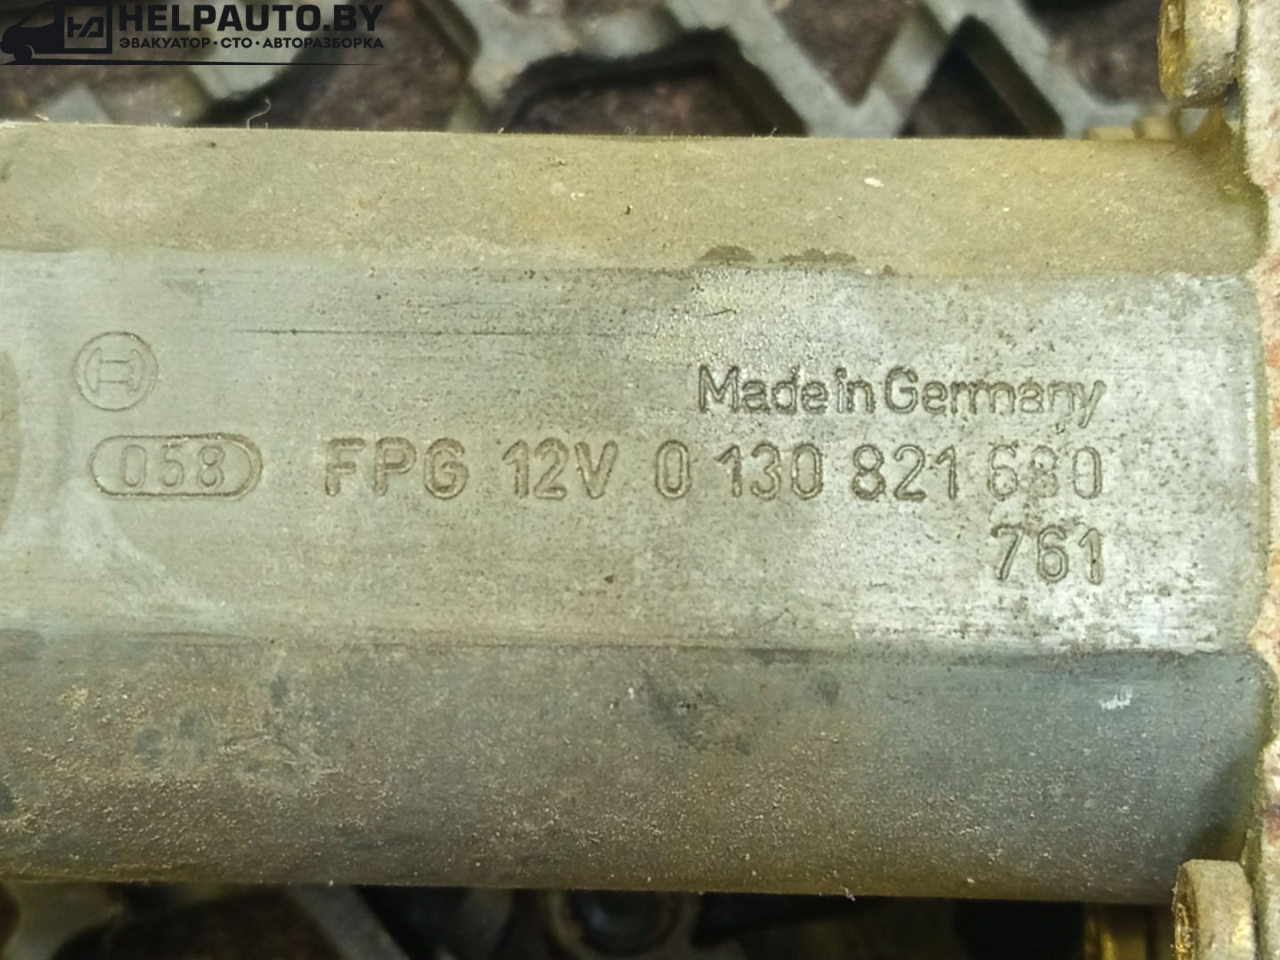 HELPAUTO.BY
ЭВАКУАТОР • СТО • АВТОРАЗБОРКА
Made in Germany
058 FPG 12V 0 130 821 680
761